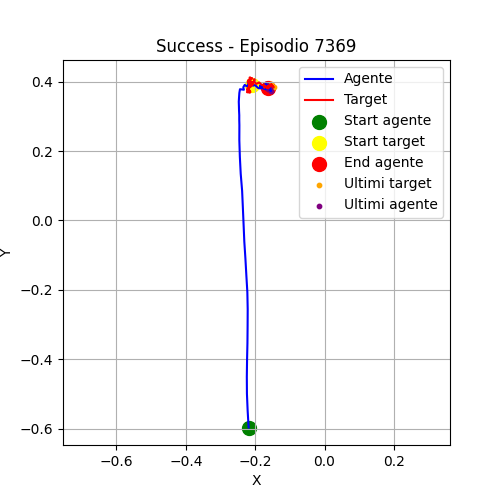 Success - Episodio 7369
Agente
Target
Start agente
Start target
End agente
Ultimi target
Ultimi agente
Y
0.4
0.2
0.0
−0.2
−0.4
−0.6
−0.6
−0.4
−0.2
0.0
0.2
X